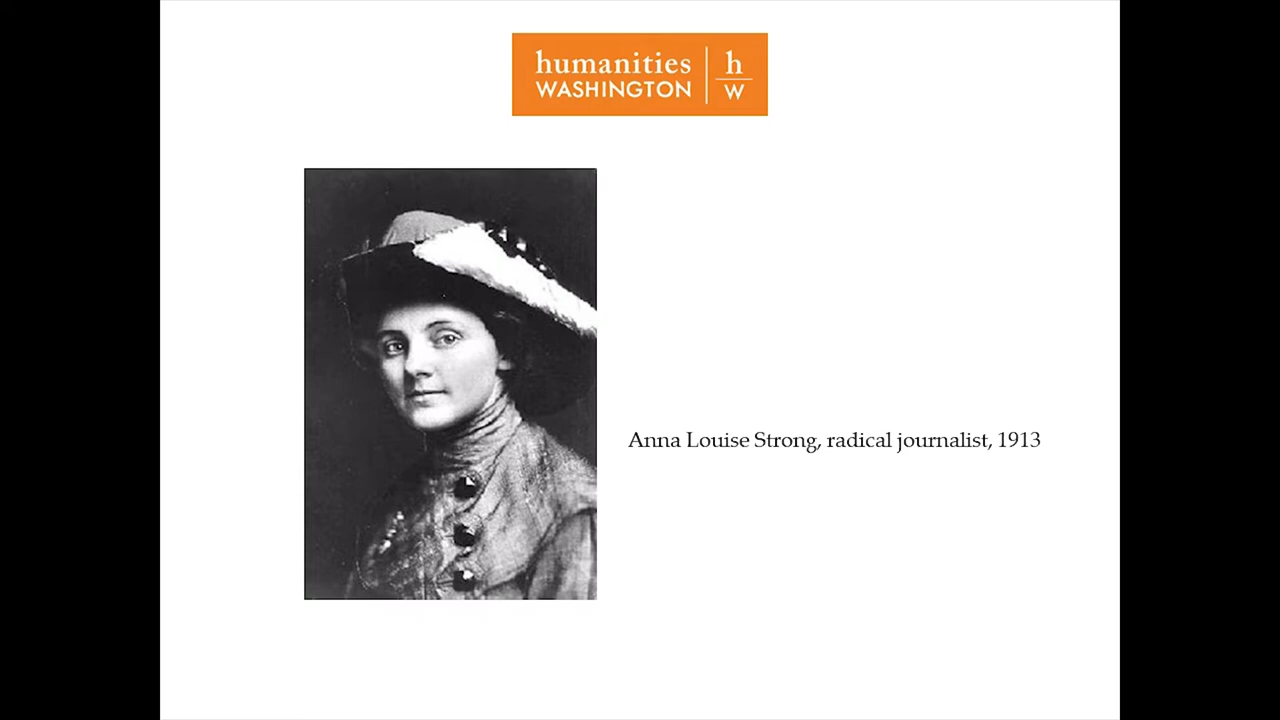 humanities
WASHINGTON
h
w
Anna Louise Strong, radical journalist, 1913